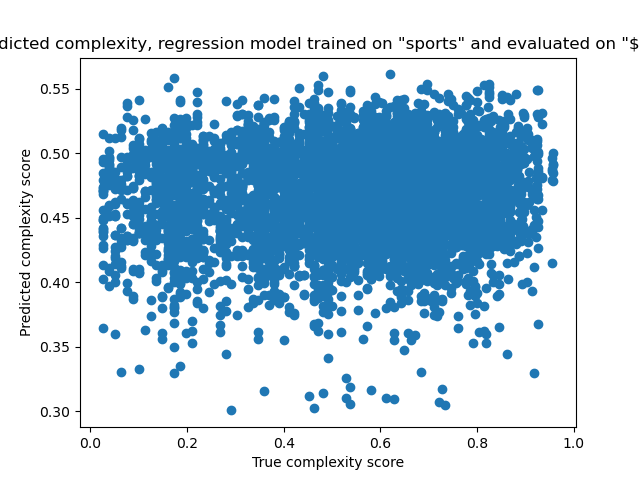 dicted complexity, regression model trained on "sports" and evaluated on "$
0.55
0.50
0.45
0.40
0.35
0.30
Predicted complexity score
0.0 0.2 0.4 0.6 0.8 1.0
True complexity score